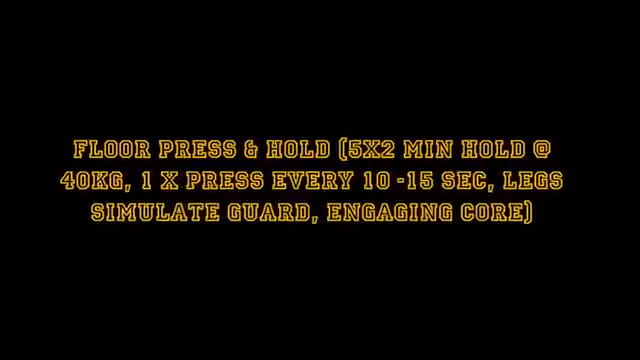 FLOOR PRESS & HOLD (5X2 MIN HOLD @
40KG, 1 X PRESS EVERY 10 -15 SEC, LEGS
SIMULATE GUARD, ENGAGING CORE)